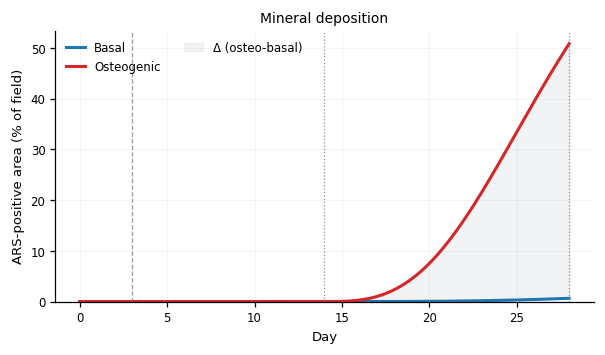 Mineral deposition
Basal
Osteogenic
Δ (osteo-basal)
ARS-positive area (% of field)
50
40
30
20
10
0
0 5 10 15 20 25
Day